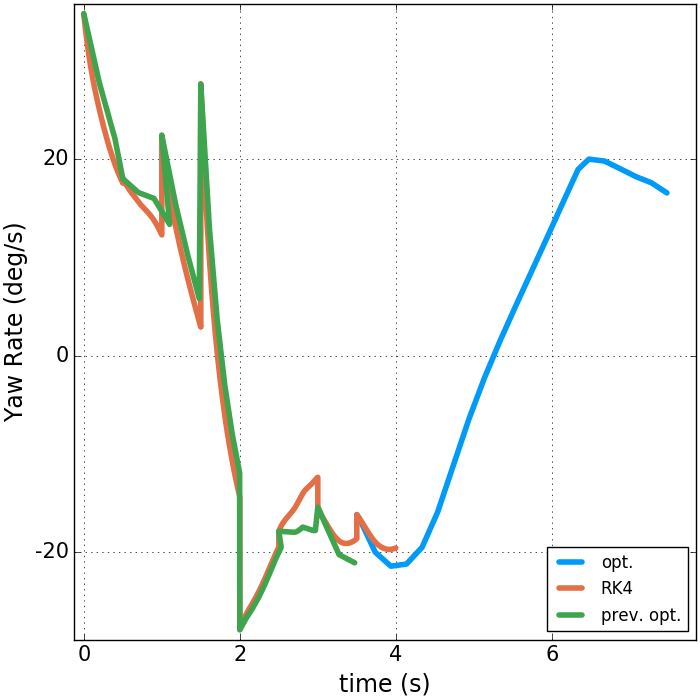 20
0
-20
Yaw Rate (deg/s)
0 2 4 6
time (s)
opt.
RK4
prev. opt.